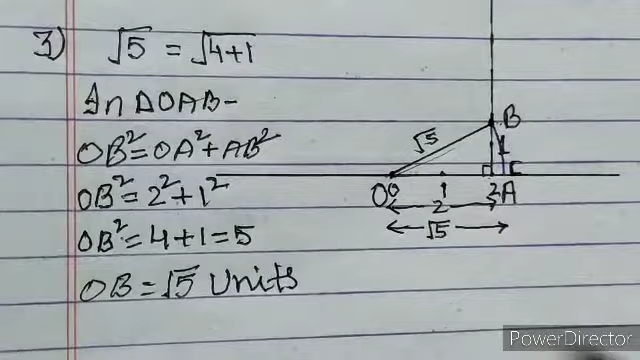 3) √5 = √4+1
In ΔOAB-
OB² = OA² + AB²
OB² = 2² + 1²
OB² = 4+1 = 5
OB = √5 Units
B
√5
1
O 0 1 2 A C
2
√5
PowerDirector